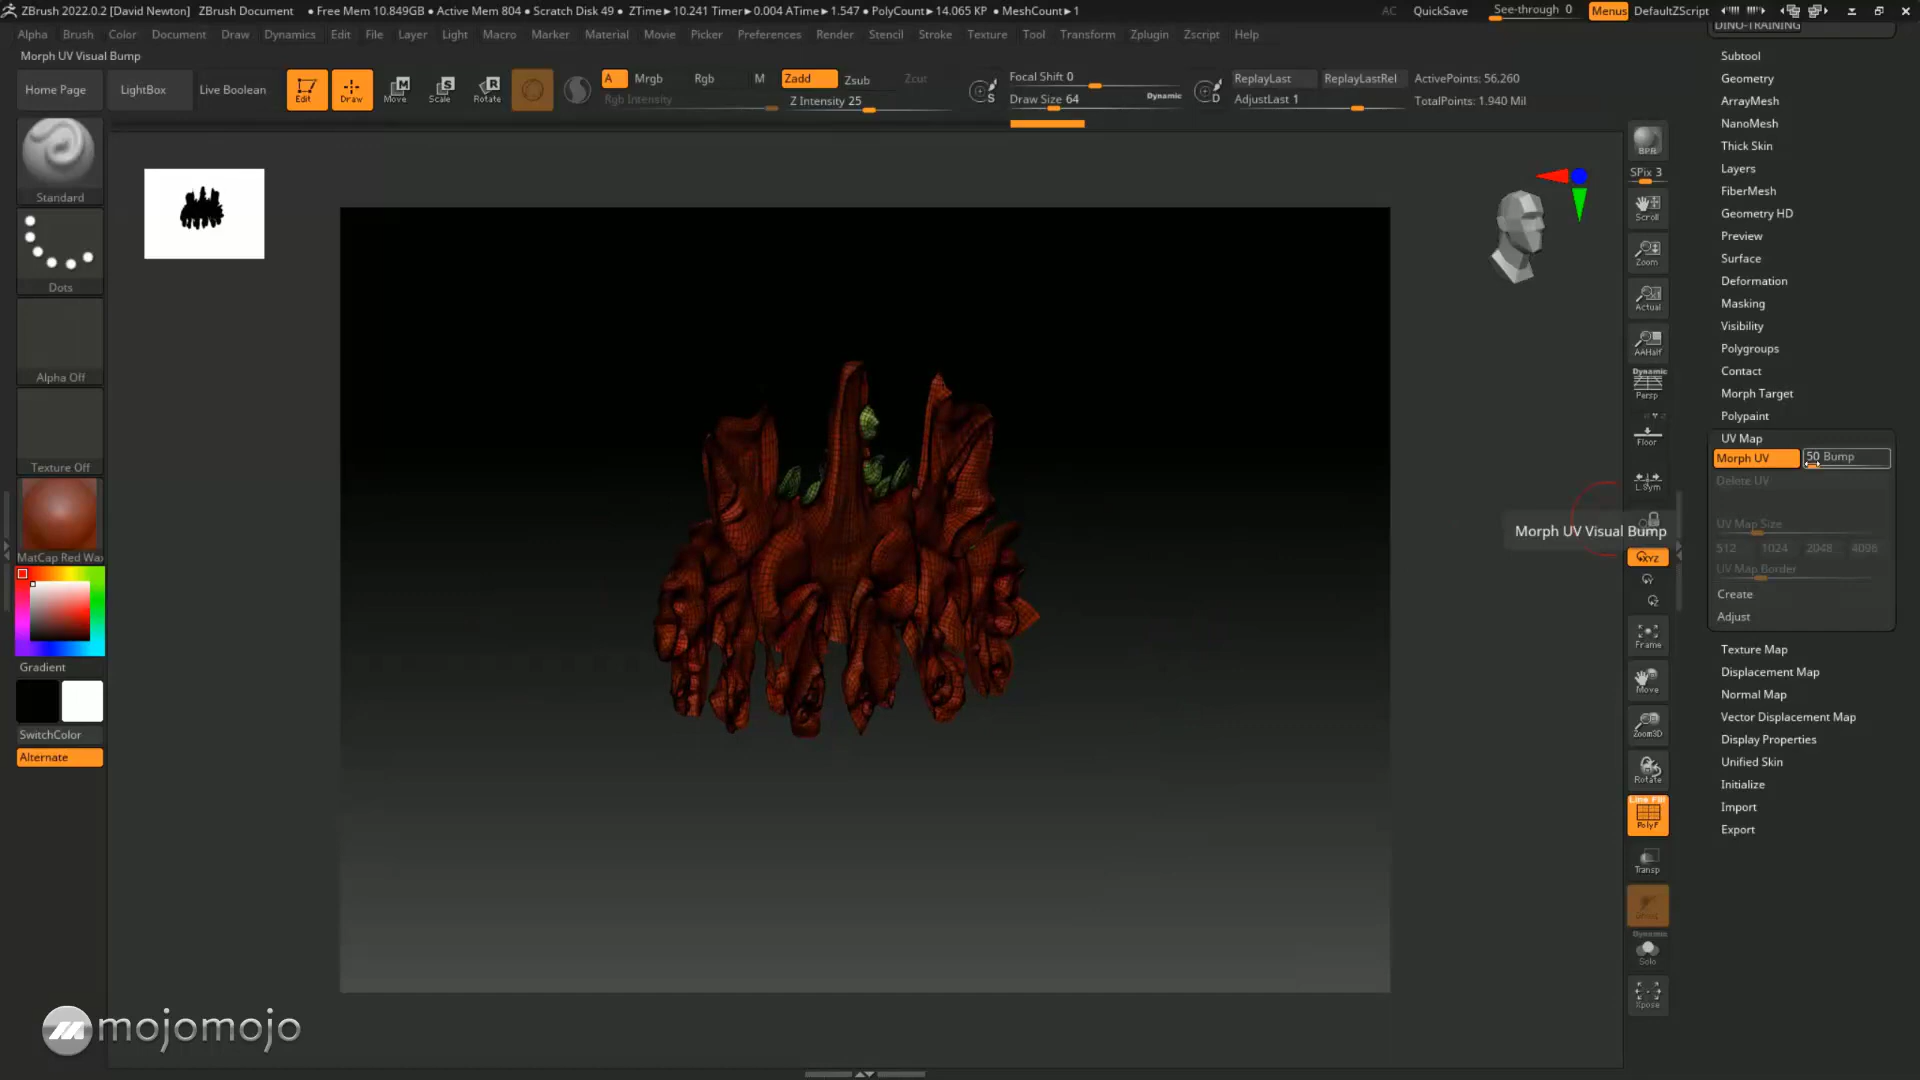 ZBrush 2022.0.2 [David Newton] ZBrush Document • Free Mem 10.849GB • Active Mem 804 • Scratch Disk 49 • ZTime►10.241 Timer►0.004 ATime►1.547 • PolyCount►14.065 KP • MeshCount►1 AC QuickSave See-through 0 Menus DefaultZScript
Alpha Brush Color Document Draw Dynamics Edit File Layer Light Macro Marker Material Movie Picker Preferences Render Stencil Stroke Texture Tool Transform Zplugin Zscript Help
Morph UV Visual Bump
Home Page LightBox Live Boolean Edit Draw Move Scale Rotate
A Mrgb Rgb M Zadd Zsub Zcut
Rgb Intensity Z Intensity 25
Focal Shift 0
Draw Size 64 Dynamic
ReplayLast ReplayLastRel ActivePoints: 56,260
AdjustLast 1 TotalPoints: 1.940 Mil
Standard
Dots
Alpha Off
Texture Off
MatCap Red Wax
Gradient
SwitchColor
Alternate
BPR
SPix 3
Scroll
Zoom
Actual
AAHalf
Dynamic
Persp
Floor
L.Sym
Morph UV Visual Bump
XYZ
Frame
Move
Zoom3D
Rotate
Line Fill
PolyF
Transp
Dynamic
Solo
Xpose
DINO-TRAINING
Subtool
Geometry
ArrayMesh
NanoMesh
Thick Skin
Layers
FiberMesh
Geometry HD
Preview
Surface
Deformation
Masking
Visibility
Polygroups
Contact
Morph Target
Polypaint
UV Map
Morph UV 50 Bump
Delete UV
UV Map Size
512 1024 2048 4096
UV Map Border
Create
Adjust
Texture Map
Displacement Map
Normal Map
Vector Displacement Map
Display Properties
Unified Skin
Initialize
Import
Export
mojomojo